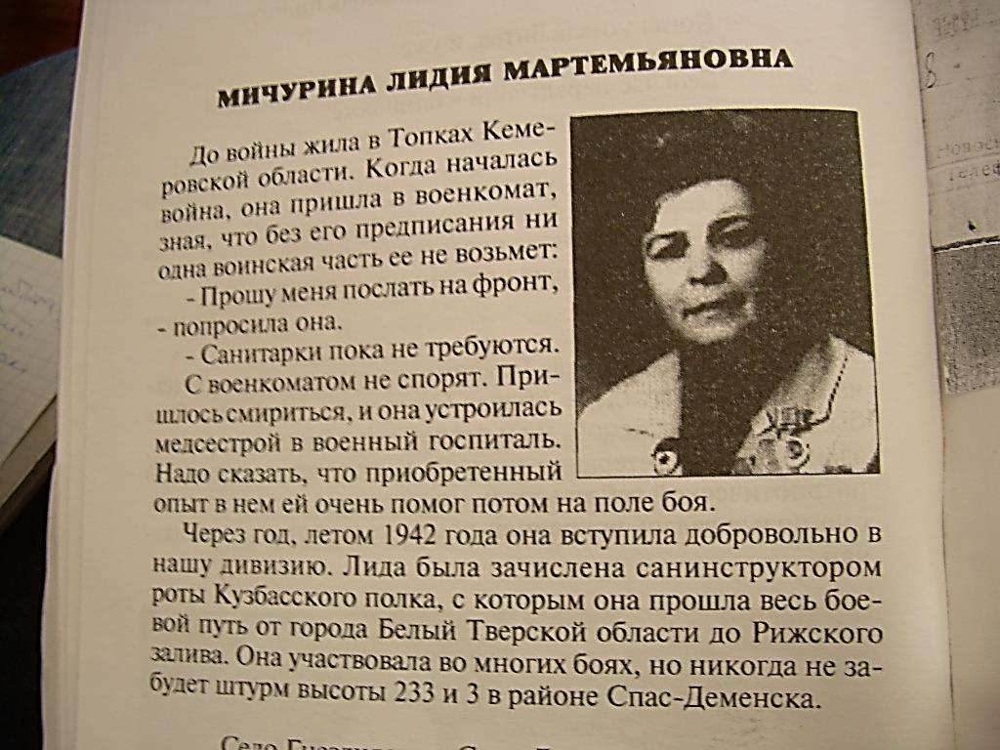 МИЧУРИНА ЛИДИЯ МАРТЕМЬЯНОВНА
До войны жила в Топках Кеме-
ровской области. Когда началась
война, она пришла в военкомат,
зная, что без его предписания ни
одна воинская часть ее не возьмет:
- Прошу меня послать на фронт,
- попросила она.
- Санитарки пока не требуются.
С военкоматом не спорят. При-
шлось смириться, и она устроилась
медсестрой в военный госпиталь.
Надо сказать, что приобретенный
опыт в нем ей очень помог потом на поле боя.
Через год, летом 1942 года она вступила добровольно в
нашу дивизию. Лида была зачислена санинструктором
роты Кузбасского полка, с которым она прошла весь бое-
вой путь от города Белый Тверской области до Рижского
залива. Она участвовала во многих боях, но никогда не за-
будет штурм высоты 233 и 3 в районе Спас-Деменска.
Село